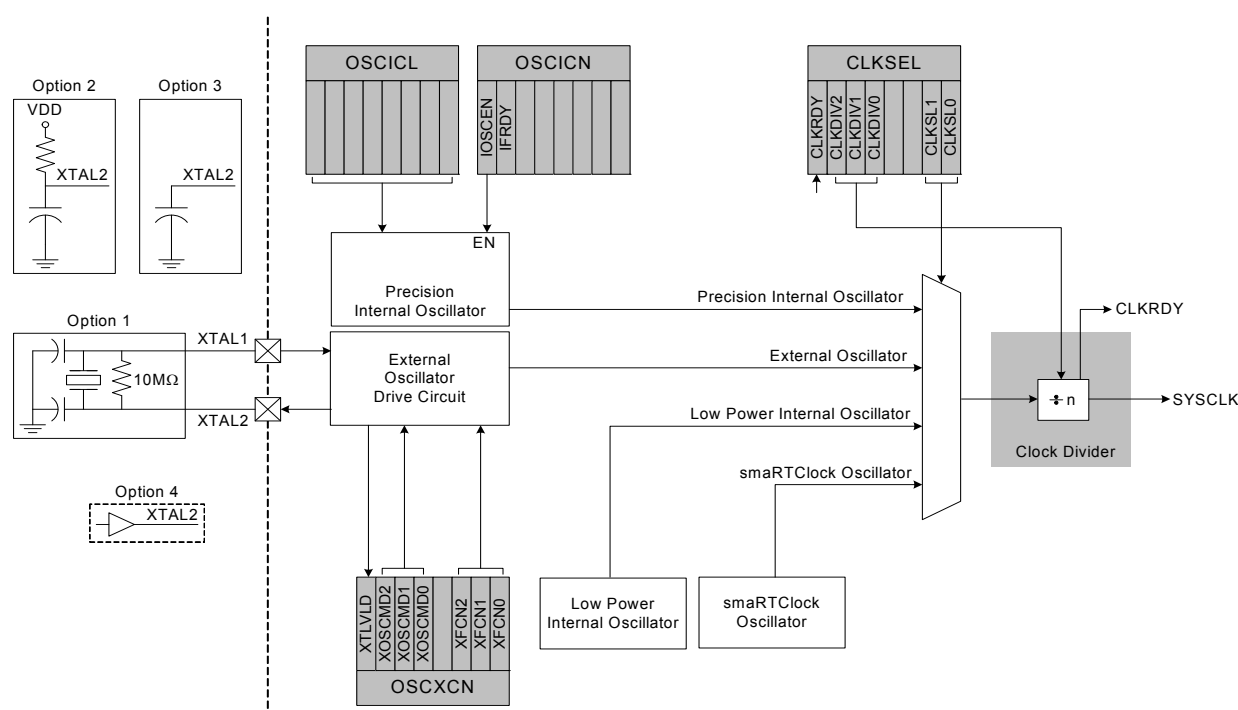 OSCICL
OSCICN
IOSCEN
IFRDY
CLKSEL
CLKRDY
CLKDIV2
CLKDIV1
CLKDIV0
CLKSL1
CLKSL0
Option 2
VDD
XTAL2
Option 3
XTAL2
EN
Precision
Internal Oscillator
Precision Internal Oscillator
CLKRDY
Option 1
XTAL1
10MΩ
XTAL2
External
Oscillator
Drive Circuit
External Oscillator
÷ n
SYSCLK
Low Power Internal Oscillator
Clock Divider
smaRTClock Oscillator
Option 4
XTAL2
XTLVLD
XOSCMD2
XOSCMD1
XOSCMD0
XFCN2
XFCN1
XFCN0
OSCXCN
Low Power
Internal Oscillator
smaRTClock
Oscillator